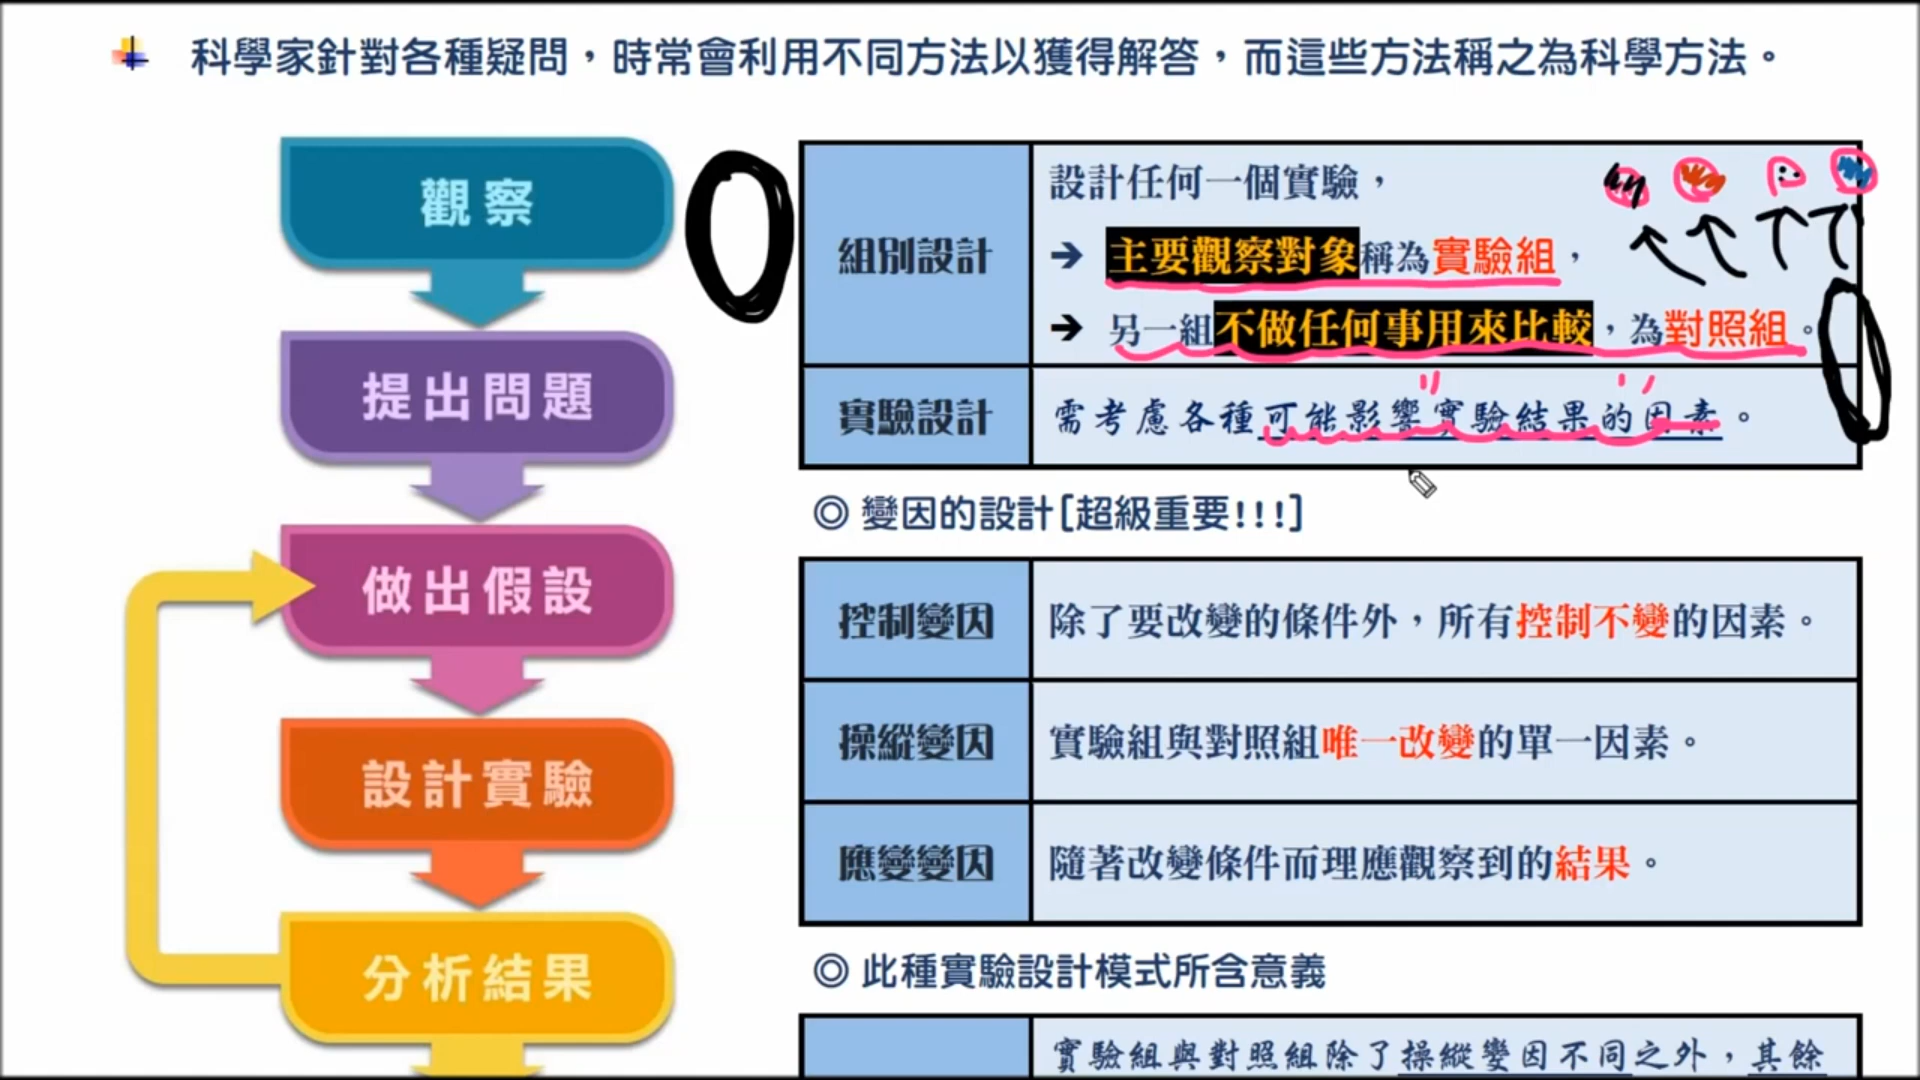 科學家針對各種疑問，時常會利用不同方法以獲得解答，而這些方法稱之為科學方法。
觀察
提出問題
做出假設
設計實驗
分析結果
組別設計
設計任何一個實驗，
➔ 主要觀察對象稱為實驗組，
➔ 另一組不做任何事用來比較，為對照組。
實驗設計
需考慮各種可能影響實驗結果的因素。
◎ 變因的設計[超級重要!!!]
控制變因
除了要改變的條件外，所有控制不變的因素。
操縱變因
實驗組與對照組唯一改變的單一因素。
應變變因
隨著改變條件而理應觀察到的結果。
◎ 此種實驗設計模式所含意義
實驗組與對照組除了操縱變因不同之外，其餘